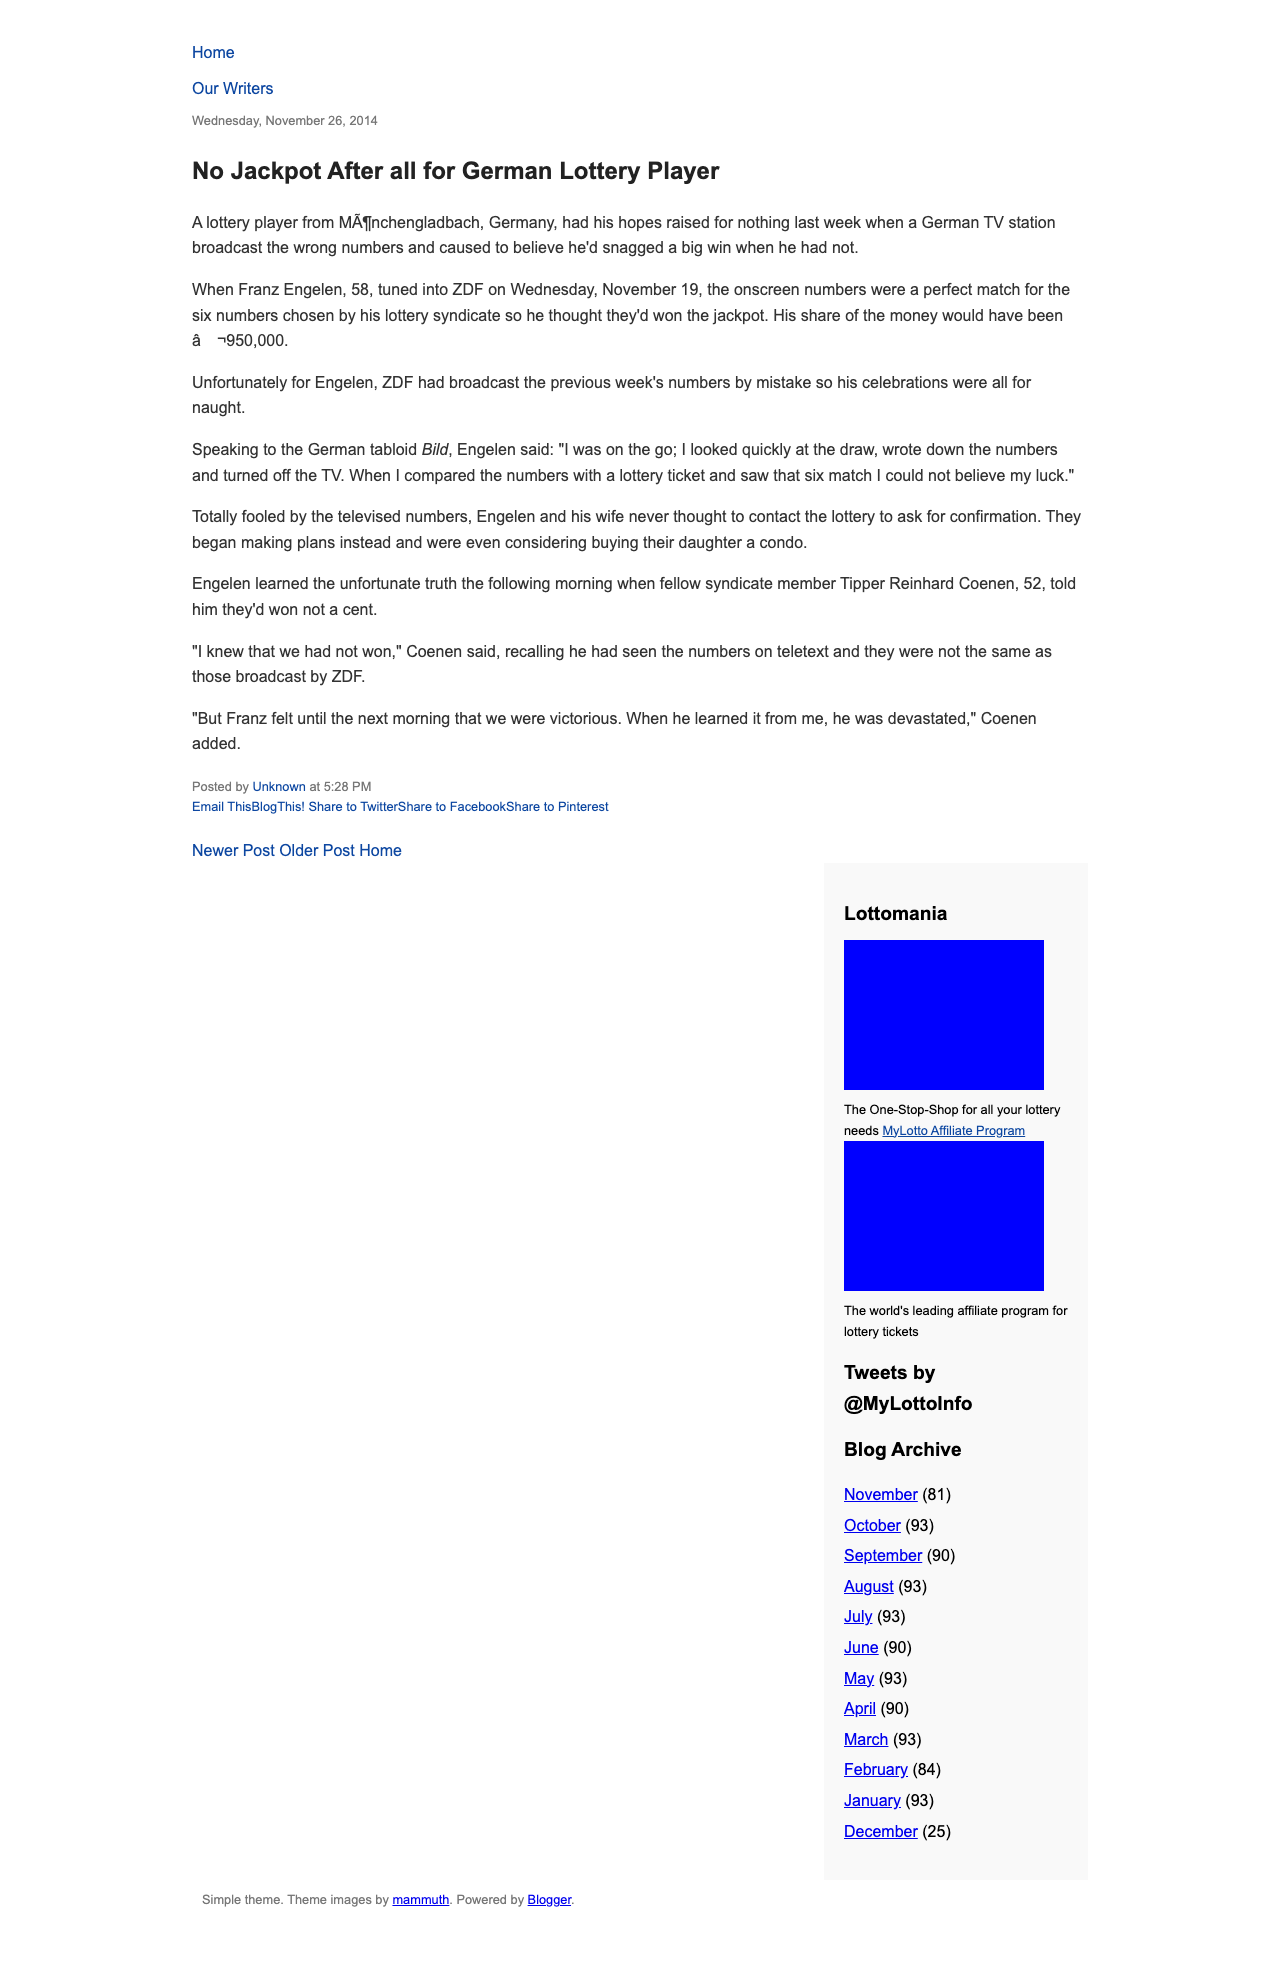 Home
Our Writers
Wednesday, November 26, 2014
No Jackpot After all for German Lottery Player
A lottery player from MÃ¶nchengladbach, Germany, had his hopes raised for nothing last week when a German TV station
broadcast the wrong numbers and caused to believe he'd snagged a big win when he had not.
When Franz Engelen, 58, tuned into ZDF on Wednesday, November 19, the onscreen numbers were a perfect match for the
six numbers chosen by his lottery syndicate so he thought they'd won the jackpot. His share of the money would have been
â ¬950,000.
Unfortunately for Engelen, ZDF had broadcast the previous week's numbers by mistake so his celebrations were all for
naught.
Speaking to the German tabloid Bild, Engelen said: "I was on the go; I looked quickly at the draw, wrote down the numbers
and turned off the TV. When I compared the numbers with a lottery ticket and saw that six match I could not believe my luck."
Totally fooled by the televised numbers, Engelen and his wife never thought to contact the lottery to ask for confirmation. They
began making plans instead and were even considering buying their daughter a condo.
Engelen learned the unfortunate truth the following morning when fellow syndicate member Tipper Reinhard Coenen, 52, told
him they'd won not a cent.
"I knew that we had not won," Coenen said, recalling he had seen the numbers on teletext and they were not the same as
those broadcast by ZDF.
"But Franz felt until the next morning that we were victorious. When he learned it from me, he was devastated," Coenen
added.
Posted by Unknown at 5:28 PM
Email ThisBlogThis! Share to TwitterShare to FacebookShare to Pinterest
Newer Post Older Post Home
Lottomania
The One-Stop-Shop for all your lottery
needs MyLotto Affiliate Program
The world's leading affiliate program for
lottery tickets
Tweets by
@MyLottoInfo
Blog Archive
November (81)
October (93)
September (90)
August (93)
July (93)
June (90)
May (93)
April (90)
March (93)
February (84)
January (93)
December (25)
Simple theme. Theme images by mammuth. Powered by Blogger.